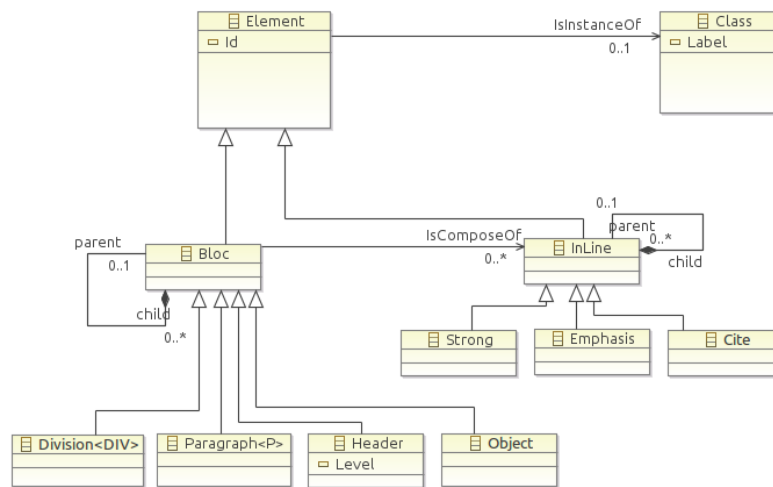 Element
Id
IsInstanceOf
0..1
Class
Label
parent
0..1
Bloc
child
0..*
IsComposeOf
0..*
0..1
parent
0..*
InLine
child
Strong
Emphasis
Cite
Division<DIV>
Paragraph<P>
Header
Level
Object